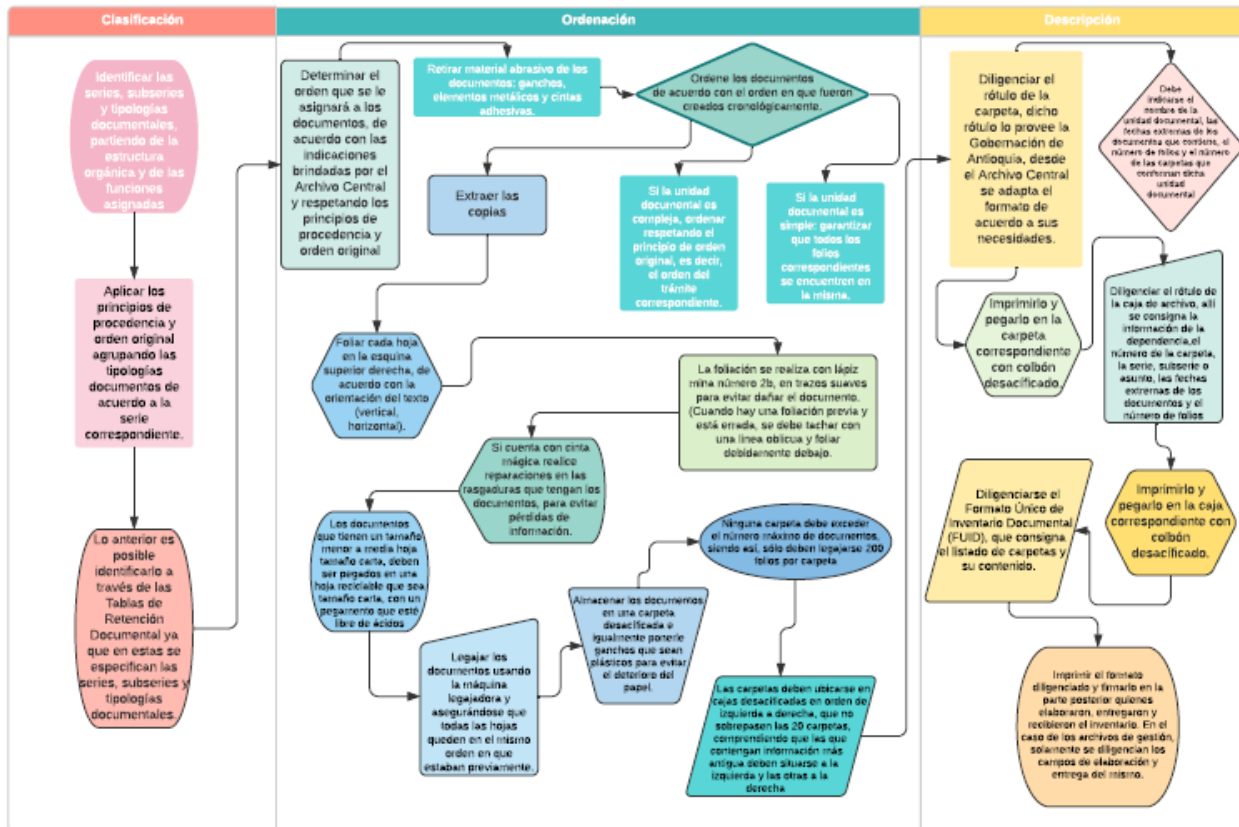 Clasificación
Identificar las
series, subseries
y tipologías
documentales,
partiendo de la
estructura
orgánica y de las
funciones
asignadas
Aplicar los
principios de
procedencia y
orden original
agrupando las
tipologías
documentos de
acuerdo a la
serie
correspondiente.
Lo anterior es
posible
identificarlo a
través de las
Tablas de
Retención
Documental ya
que en estas se
especifican las
series, subseries y
tipologías
documentales.
Ordenación
Determinar el
orden que se le
asignará a los
documentos, de
acuerdo con las
indicaciones
brindadas por el
Archivo Central
y respetando los
principios de
procedencia y
orden original
Retirar material abrasivo de los
documentos: ganchos,
elementos metálicos y cintas
adhesivas.
Ordene los documentos
de acuerdo con el orden en que fueron
creados cronológicamente.
Extraer las
copias
Si la unidad
documental es
compleja, ordenar
respetando el
principio de orden
original, es decir,
el orden del
trámite
correspondiente.
Si la unidad
documental es
simple: garantizar
que todos los
folios
correspondientes
se encuentren en
la misma.
Foliar cada hoja
en la esquina
superior derecha, de
acuerdo con la
orientación del texto
(vertical,
horizontal).
La foliación se realiza con lápiz
mina número 2b, en trazos suaves
para evitar dañar el documento.
(Cuando hay una foliación previa y
está errada, se debe tachar con
una línea oblicua y foliar
debidamente debajo.
Si cuenta con cinta
mágica realice
reparaciones en las
rasgaduras que tengan los
documentos, para evitar
pérdidas de
información.
Los documentos
que tienen un tamaño
menor a media hoja
tamaño carta, deben
ser pegados en una
hoja reciclable que sea
tamaño carta, con un
pegamento que esté
libre de ácidos
Legajar los
documentos usando
la máquina
legajadora y
asegurándose que
todas las hojas
queden en el mismo
orden en que
estaban previamente.
Almacenar los documentos
en una carpeta
desacificada e
igualmente ponerle
ganchos que sean
plásticos para evitar
el deterioro del
papel.
Ninguna carpeta debe exceder
el número máximo de documentos,
siendo así, sólo deben legajarse 200
folios por carpeta
Las carpetas deben ubicarse en
cajas desacificadas en orden de
izquierda a derecha, que no
sobrepasen las 20 carpetas,
comprendiendo que las que
contengan información más
antigua deben situarse a la
izquierda y las otras a la
derecha
Descripción
Diligenciar el
rótulo de la
carpeta, dicho
rótulo lo provee la
Gobernación de
Antioquia, desde
el Archivo Central
se adapta el
formato de
acuerdo a sus
necesidades.
Debe
indicarse el
nombre de la
unidad documental, las
fechas extremas de los
documentos que contiene, el
número de folios y el número
de las carpetas que
conforman dicha
unidad
documental
Imprimirlo y
pegarlo en la
carpeta
correspondiente
con colbón
desacificado.
Diligenciar el rótulo de
la caja de archivo, allí
se consigna la
información de la
dependencia,el
número de la carpeta,
la serie, subserie o
asunto, las fechas
extremas de los
documentos y el
número de folios
Imprimirlo y
pegarlo en la caja
correspondiente con
colbón
desacificado.
Diligenciarse el
Formato Único de
Inventario Documental
(FUID), que consigna
el listado de carpetas y
su contenido.
Imprimir el formato
diligenciado y firmarlo en la
parte posterior quienes
elaboraron, entregaron y
recibieron el inventario. En el
caso de los archivos de gestión,
solamente se diligencian los
campos de elaboración y
entrega del mismo.